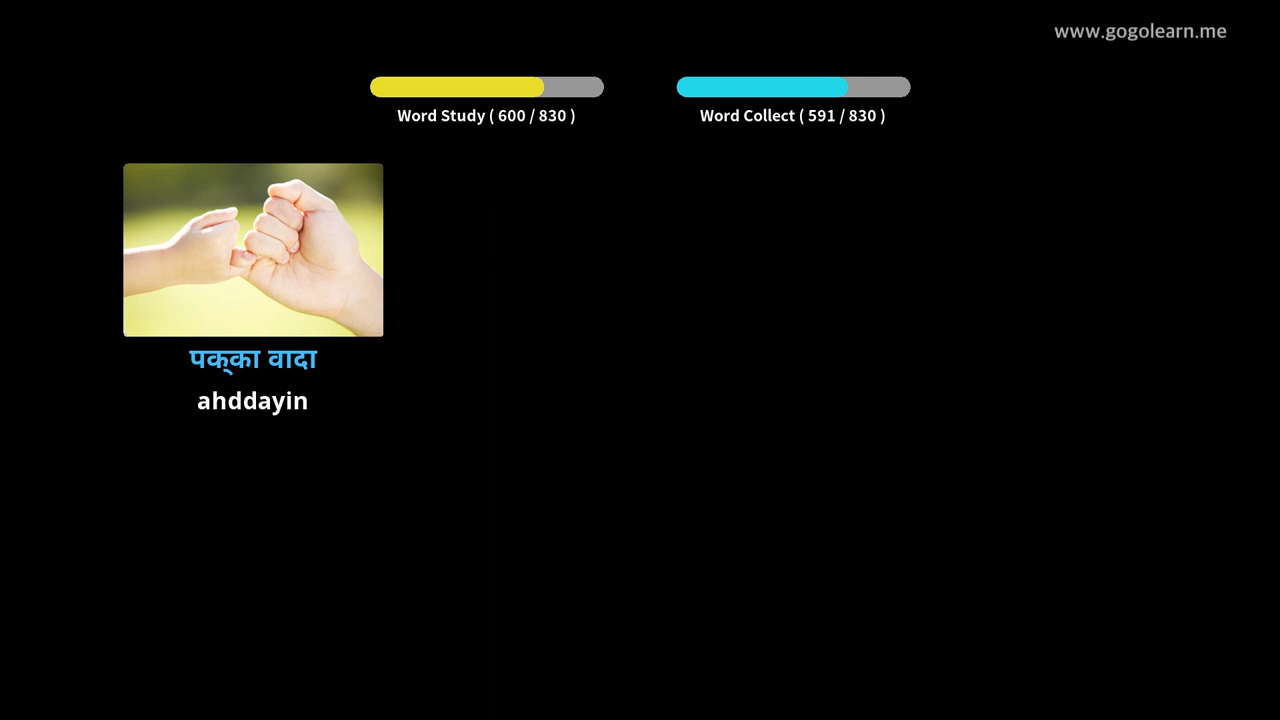 www.gogolearn.me
Word Study ( 600 / 830 )
Word Collect ( 591 / 830 )
पक्‌का वादा
ahddayin